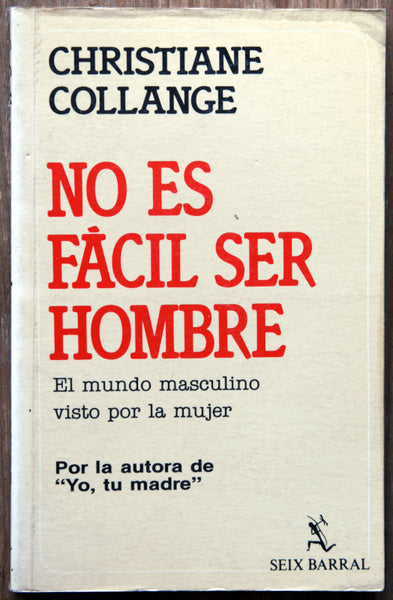 CHRISTIANE
COLLANGE
NO ES
FÁCIL SER
HOMBRE
El mundo masculino
visto por la mujer
Por la autora de
“Yo, tu madre”
SEIX BARRAL